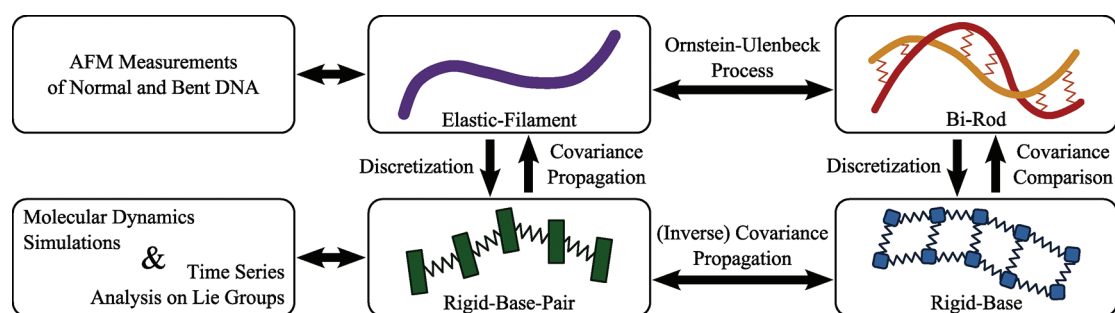 AFM Measurements
of Normal and Bent DNA
Elastic-Filament
Ornstein-Ulenbeck
Process
Bi-Rod
Discretization
Covariance
Propagation
Discretization
Covariance
Comparison
Molecular Dynamics
Simulations
&
Time Series
Analysis on Lie Groups
Rigid-Base-Pair
(Inverse) Covariance
Propagation
Rigid-Base